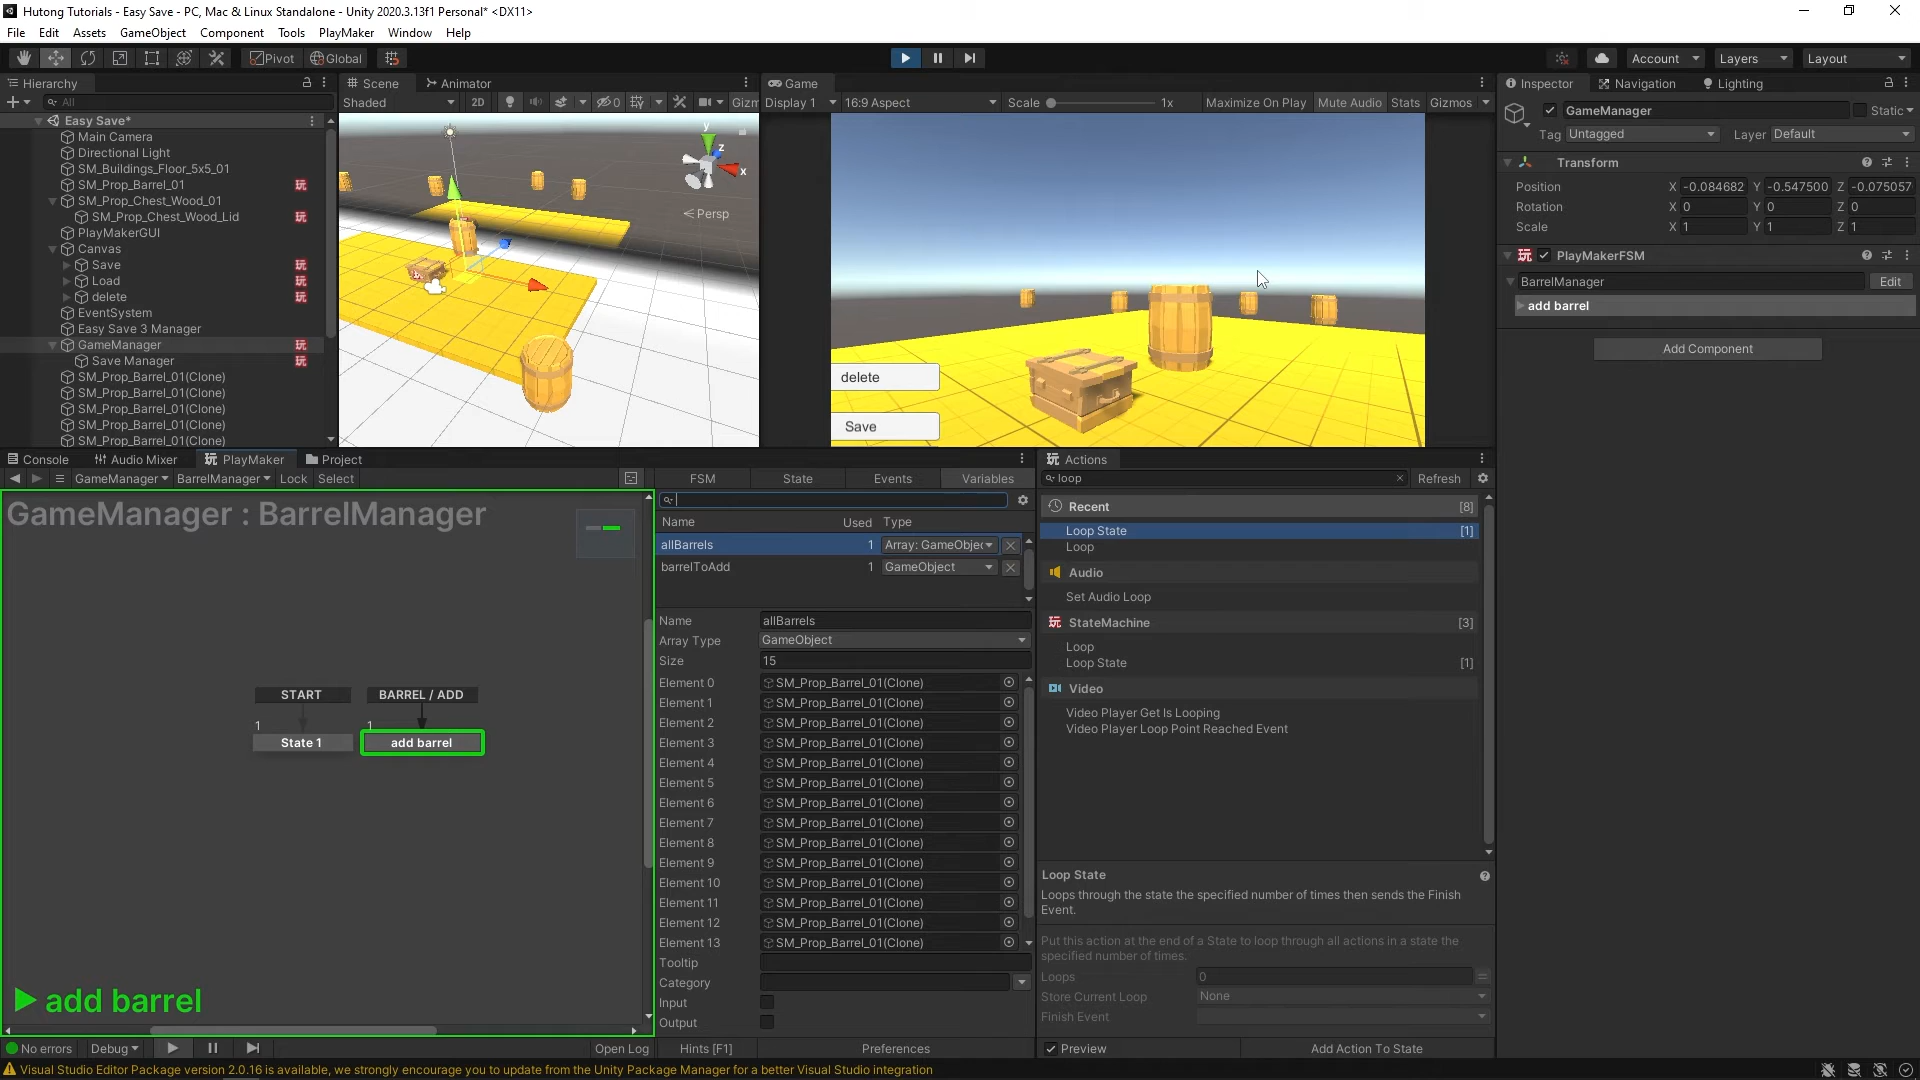 Hutong Tutorials - Easy Save - PC, Mac & Linux Standalone - Unity 2020.3.13f1 Personal* <DX11>
File Edit Assets GameObject Component Tools PlayMaker Window Help
Pivot Global Account Layers Layout
Hierarchy
All
Easy Save*
Main Camera
Directional Light
SM_Buildings_Floor_5x5_01
SM_Prop_Barrel_01
SM_Prop_Chest_Wood_01
SM_Prop_Chest_Wood_Lid
PlayMakerGUI
Canvas
Save
Load
delete
EventSystem
Easy Save 3 Manager
GameManager
Save Manager
SM_Prop_Barrel_01(Clone)
SM_Prop_Barrel_01(Clone)
SM_Prop_Barrel_01(Clone)
SM_Prop_Barrel_01(Clone)
SM_Prop_Barrel_01(Clone)
Scene Animator
Shaded 2D 0 Gizm
y
z
x
Persp
Game
Display 1 16:9 Aspect Scale 1x Maximize On Play Mute Audio Stats Gizmos
delete
Save
Inspector Navigation Lighting
GameManager Static
Tag Untagged Layer Default
Transform
Position X -0.084682 Y -0.547500 Z -0.075057
Rotation X 0 Y 0 Z 0
Scale X 1 Y 1 Z 1
玩 PlayMakerFSM
BarrelManager Edit
add barrel
Add Component
Console Audio Mixer 玩 PlayMaker Project
GameManager BarrelManager Lock Select
GameManager : BarrelManager
START BARREL / ADD
1 1
State 1 add barrel
add barrel
No errors Debug Open Log
FSM State Events Variables
Name Used Type
allBarrels 1 Array: GameObjec
barrelToAdd 1 GameObject
Name allBarrels
Array Type GameObject
Size 15
Element 0 SM_Prop_Barrel_01(Clone)
Element 1 SM_Prop_Barrel_01(Clone)
Element 2 SM_Prop_Barrel_01(Clone)
Element 3 SM_Prop_Barrel_01(Clone)
Element 4 SM_Prop_Barrel_01(Clone)
Element 5 SM_Prop_Barrel_01(Clone)
Element 6 SM_Prop_Barrel_01(Clone)
Element 7 SM_Prop_Barrel_01(Clone)
Element 8 SM_Prop_Barrel_01(Clone)
Element 9 SM_Prop_Barrel_01(Clone)
Element 10 SM_Prop_Barrel_01(Clone)
Element 11 SM_Prop_Barrel_01(Clone)
Element 12 SM_Prop_Barrel_01(Clone)
Element 13 SM_Prop_Barrel_01(Clone)
Tooltip
Category
Input
Output
Hints [F1] Preferences
玩 Actions
loop Refresh
Recent [8]
Loop State [1]
Loop
Audio
Set Audio Loop
玩 StateMachine [3]
Loop
Loop State [1]
Video
Video Player Get Is Looping
Video Player Loop Point Reached Event
Loop State
Loops through the state the specified number of times then sends the Finish
Event.
Put this action at the end of a State to loop through all actions in a state the
specified number of times.
Loops 0
Store Current Loop None
Finish Event
Preview Add Action To State
Visual Studio Editor Package version 2.0.16 is available, we strongly encourage you to update from the Unity Package Manager for a better Visual Studio integration